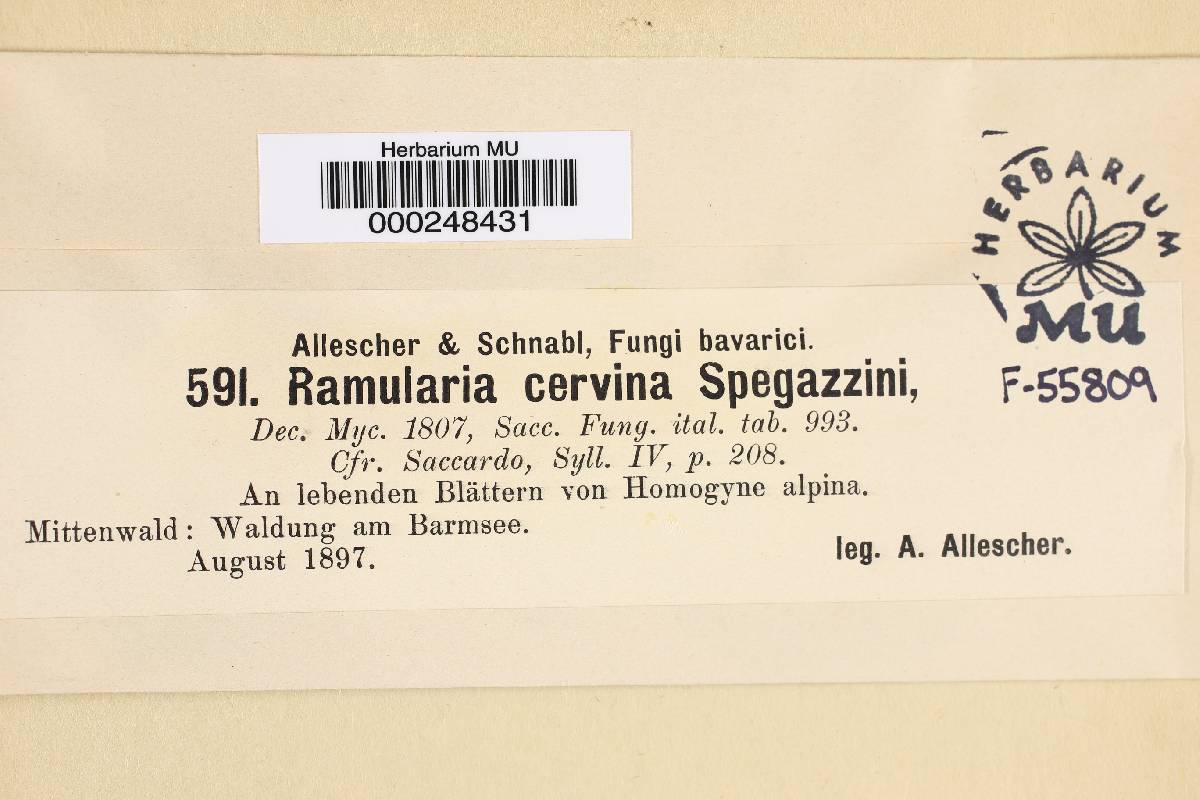 Herbarium MU
000248431
HERBARIUM
MU
F-55809
Allescher & Schnabl, Fungi bavarici.
591. Ramularia cervina Spegazzini,
Dec. Myc. 1807, Sacc. Fung. ital. tab. 993.
Cfr. Saccardo, Syll. IV, p. 208.
An lebenden Blättern von Homogyne alpina.
Mittenwald: Waldung am Barmsee.
August 1897.
leg. A. Allescher.